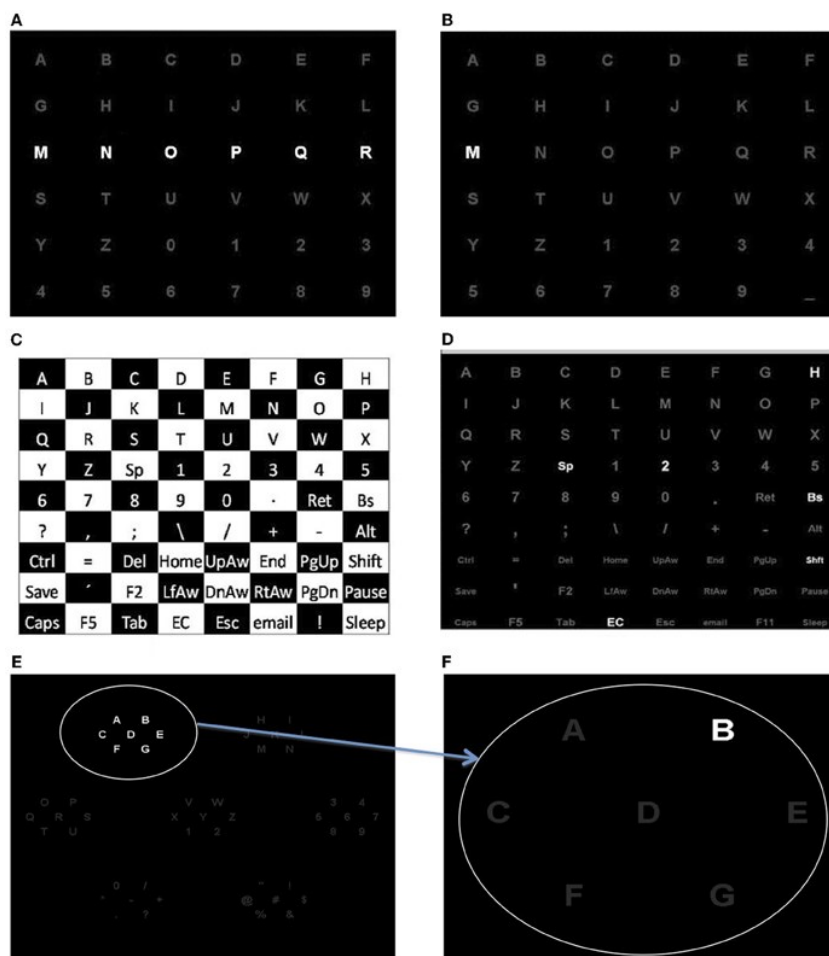 A
A B C D E F
G H I J K L
M N O P Q R
S T U V W X
Y Z 0 1 2 3
4 5 6 7 8 9
B
A B C D E F
G H I J K L
M N O P Q R
S T U V W X
Y Z 1 2 3 4
5 6 7 8 9 _
C
A B C D E F G H
I J K L M N O P
Q R S T U V W X
Y Z Sp 1 2 3 4 5
6 7 8 9 0 . Ret Bs
? , ; \ / + - Alt
Ctrl = Del Home UpAw End PgUp Shift
Save ´ F2 LfAw DnAw RtAw PgDn Pause
Caps F5 Tab EC Esc email ! Sleep
D
A B C D E F G H
I J K L M N O P
Q R S T U V W X
Y Z Sp 1 2 3 4 5
6 7 8 9 0 . Ret Bs
? , ; \ / + - Alt
Ctrl = Del Home UpAw End PgUp Shft
Save F2 LfAw DnAw RtAw PgDn Pause
Caps F5 Tab EC Esc email F11 Sleep
E
A B
C D E
F G
H I
J K
M N
O P
Q R S
T U
V W
X Y Z
1 2
3 4
5 6 7
8 9
0 /
- +
. ?
!
@ # $
% &
F
A B
C D E
F G